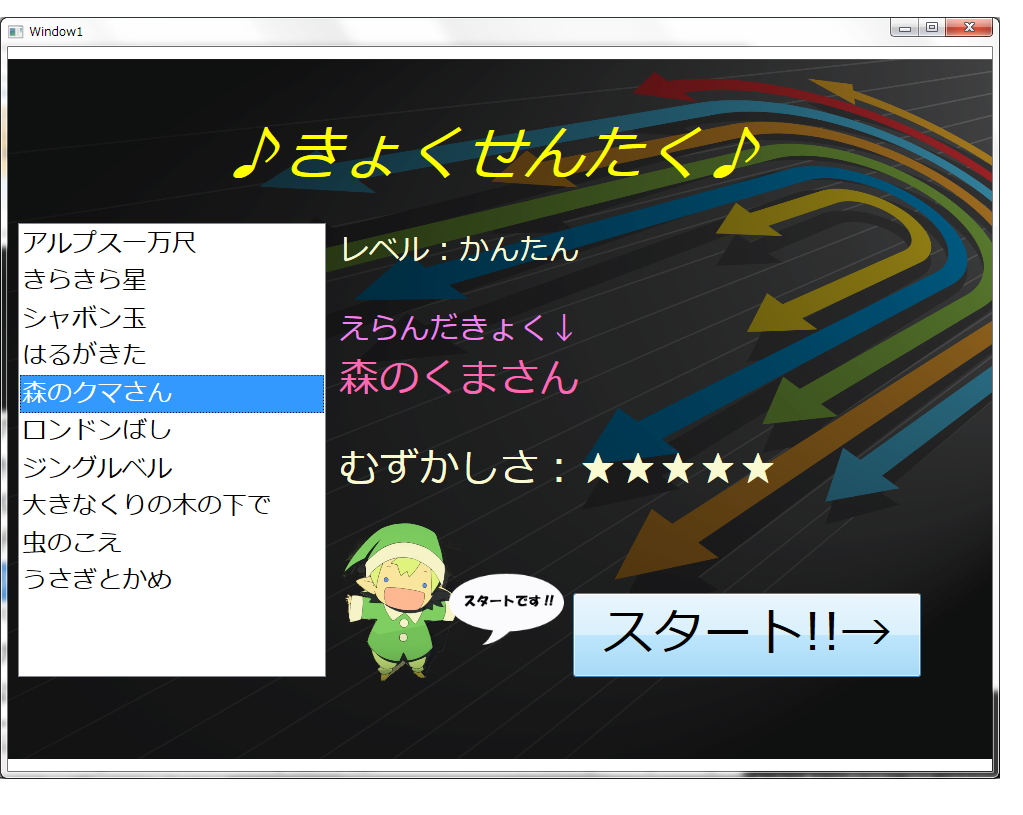 Window1
♪きょくせんたく♪
アルプス一万尺
きらきら星
シャボン玉
はるがきた
森のクマさん
ロンドンばし
ジングルベル
大きなくりの木の下で
虫のこえ
うさぎとかめ
レベル：かんたん
えらんだきょく↓
森のくまさん
むずかしさ：★★★★★
スタートです!!
スタート!!→